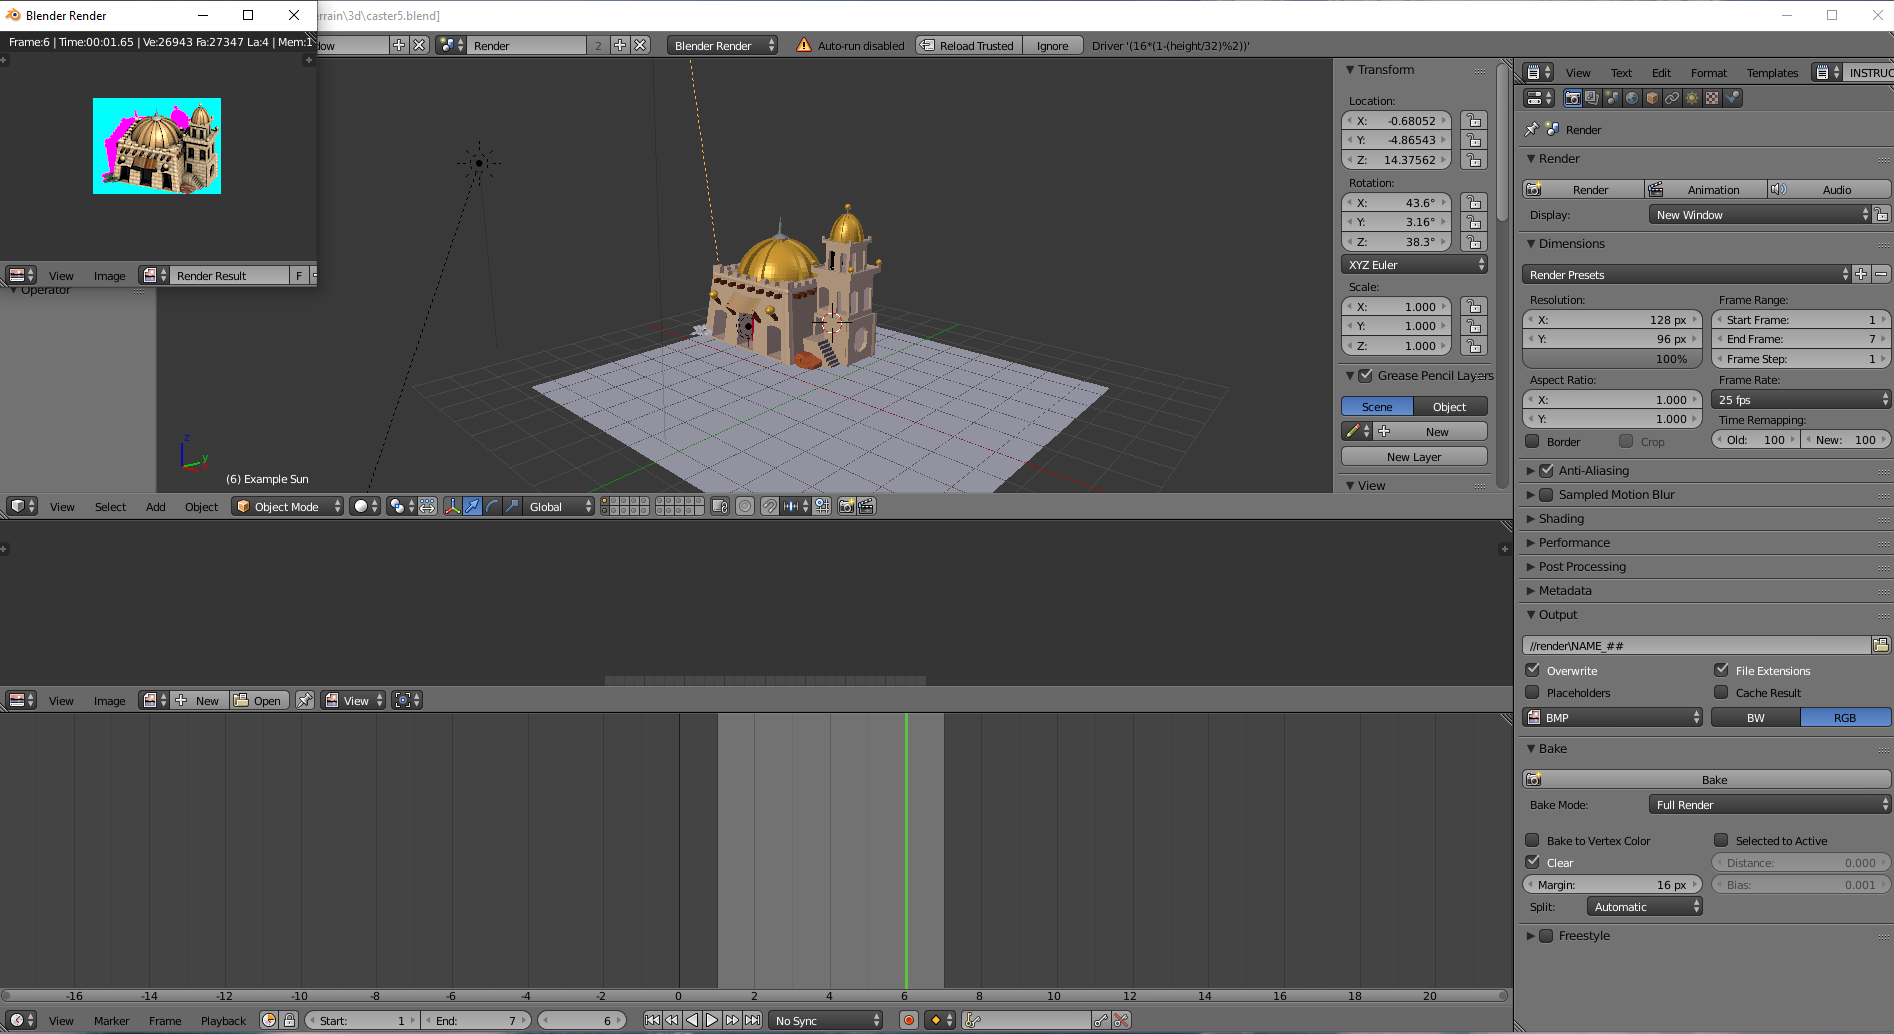 Blender Render
rrain\3d\caster5.blend]
Frame:6 | Time:00:01.65 | Ve:26943 Fa:27347 La:4 | Mem:1
Render 2
Blender Render
Auto-run disabled
Reload Trusted
Ignore
Driver '(16*(1-(height/32)%2))'
View Image Render Result F
Operator
(6) Example Sun
z
y
Transform
Location:
X: -0.68052
Y: -4.86543
Z: 14.37562
Rotation:
X: 43.6°
Y: 3.16°
Z: 38.3°
XYZ Euler
Scale:
X: 1.000
Y: 1.000
Z: 1.000
Grease Pencil Layers
Scene Object
New
New Layer
View
View Select Add Object Object Mode Global
View Image New Open View
-16 -14 -12 -10 -8 -6 -4 -2 0 2 4 6 8 10 12 14 16 18 20
View Marker Frame Playback Start: 1 End: 7 6 No Sync
View Text Edit Format Templates INSTRUC
Render
Render
Render Animation Audio
Display: New Window
Dimensions
Render Presets
Resolution:
X: 128 px
Y: 96 px
100%
Frame Range:
Start Frame: 1
End Frame: 7
Frame Step: 1
Aspect Ratio:
X: 1.000
Y: 1.000
Border Crop
Frame Rate:
25 fps
Time Remapping:
Old: 100 New: 100
Anti-Aliasing
Sampled Motion Blur
Shading
Performance
Post Processing
Metadata
Output
//render\NAME_##
Overwrite File Extensions
Placeholders Cache Result
BMP BW RGB
Bake
Bake
Bake Mode: Full Render
Bake to Vertex Color Selected to Active
Clear Distance: 0.000
Margin: 16 px Bias: 0.001
Split: Automatic
Freestyle